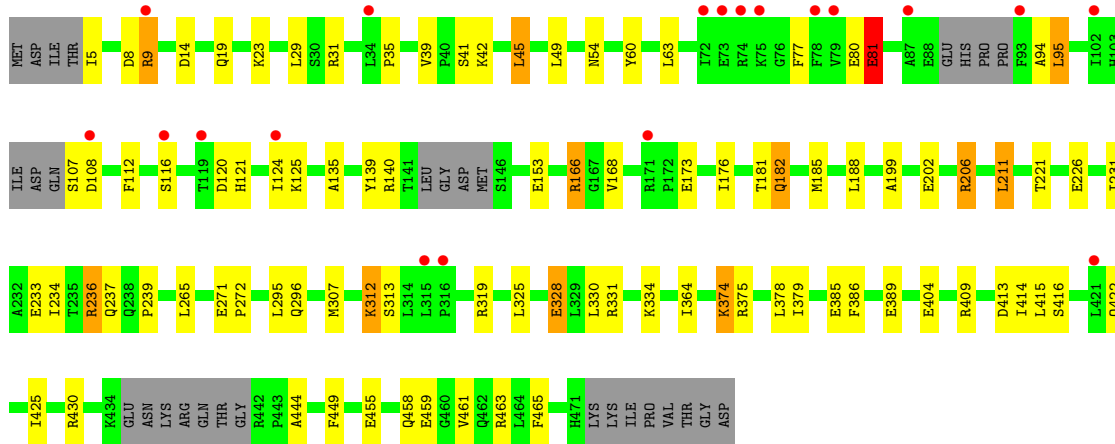 MET ASP ILE THR I5 D8 R9 D14 Q19 K23 L29 S30 R31 L34 P35 V39 P40 S41 K42 L45 L49 N54 Y60 L63 I72 E73 R74 K75 G76 F77 F78 V79 E80 E81 A87 E88 GLU HIS PRO PRO F93 A94 L95 I102 H103
ILE ASP GLN S107 D108 F112 S116 T119 D120 H121 I124 K125 A135 Y139 R140 T141 LEU GLY ASP MET S146 E153 R166 G167 V168 R171 P172 E173 I176 T181 Q182 M185 L188 A199 E202 R206 L211 T221 E226 I231
A232 E233 I234 T235 R236 Q237 Q238 P239 L265 E271 P272 L295 Q296 M307 K312 S313 L314 L315 P316 R319 L325 E328 L329 L330 R331 K334 I364 K374 R375 L378 I379 E385 F386 E389 E404 R409 D413 I414 L415 S416 L421
I425 R430 K434 GLU ASN LYS ARG GLN THR GLY R442 P443 A444 F449 E455 Q458 E459 G460 V461 Q462 R463 L464 F465 H471 LYS LYS ILE PRO VAL THR GLY ASP